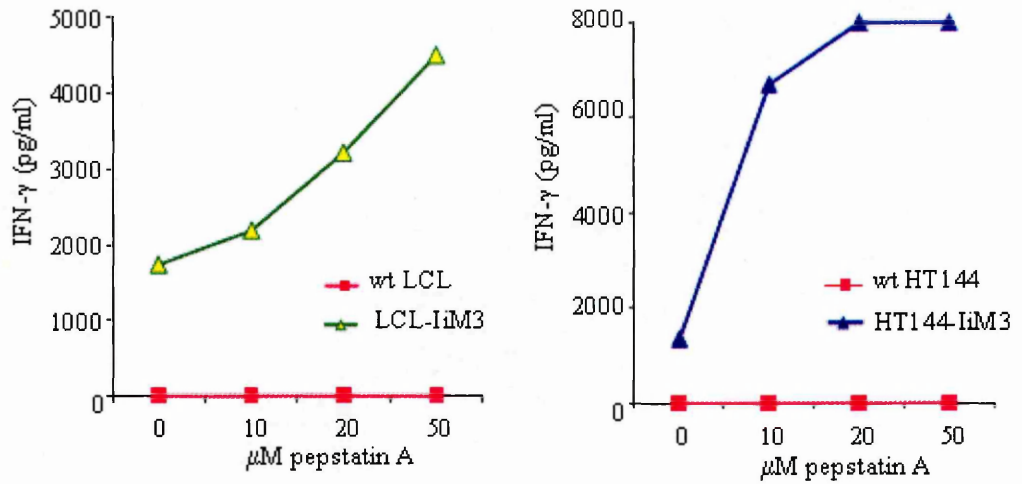 5000
4000
3000
2000
1000
0
IFN-γ (pg/ml)
wt LCL
LCL-IiM3
0 10 20 50
μM pepstatin A
8000
6000
4000
2000
0
IFN-γ (pg/ml)
wt HT144
HT144-IiM3
0 10 20 50
μM pepstatin A